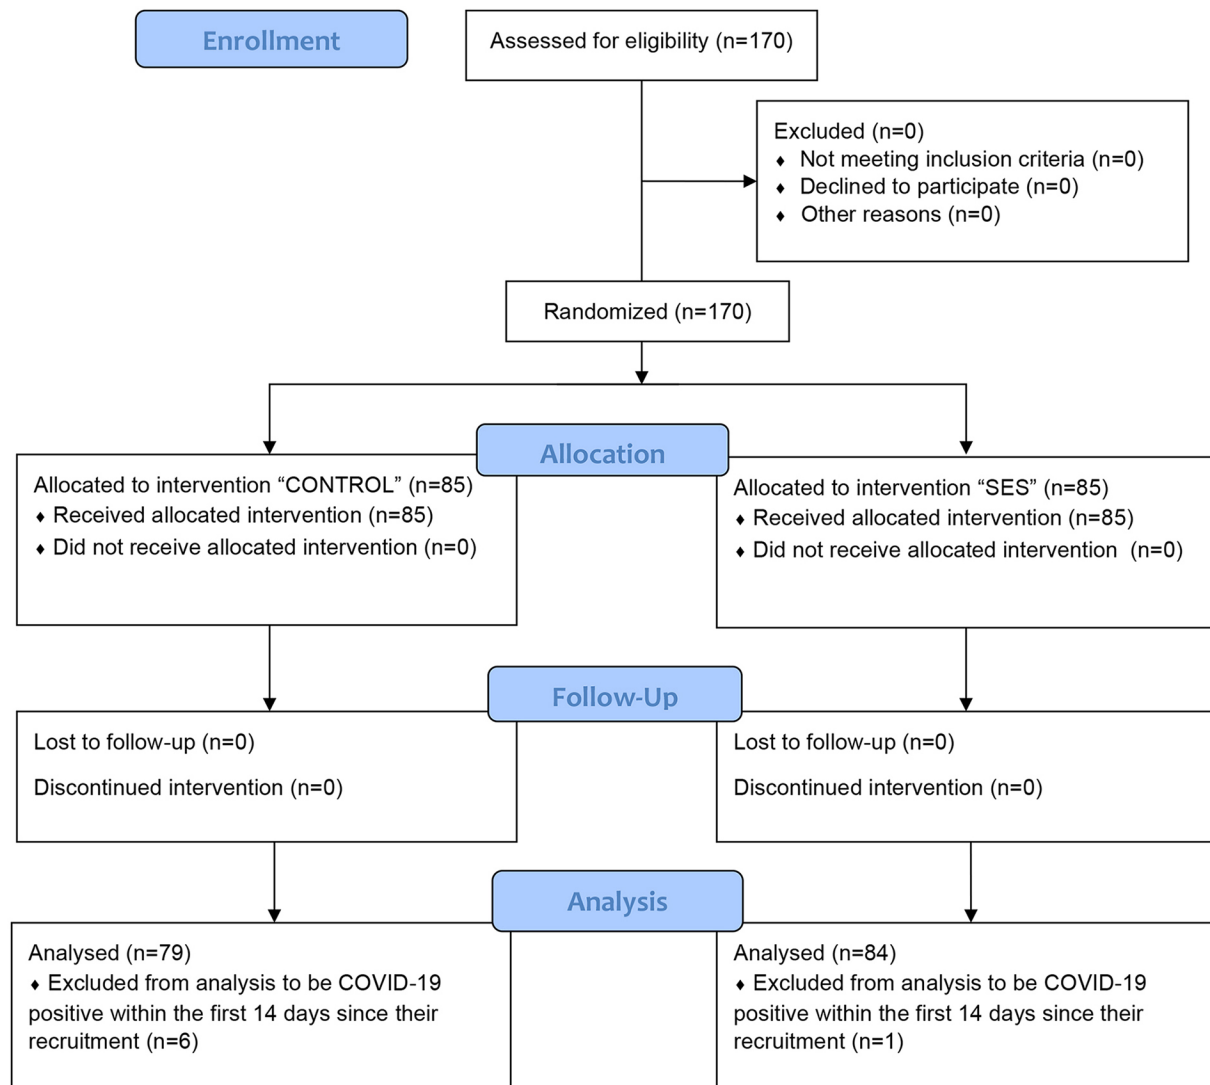 Enrollment
Assessed for eligibility (n=170)
Excluded (n=0)
♦ Not meeting inclusion criteria (n=0)
♦ Declined to participate (n=0)
♦ Other reasons (n=0)
Randomized (n=170)
Allocation
Allocated to intervention “CONTROL” (n=85)
♦ Received allocated intervention (n=85)
♦ Did not receive allocated intervention (n=0)
Allocated to intervention “SES” (n=85)
♦ Received allocated intervention (n=85)
♦ Did not receive allocated intervention (n=0)
Follow-Up
Lost to follow-up (n=0)
Discontinued intervention (n=0)
Lost to follow-up (n=0)
Discontinued intervention (n=0)
Analysis
Analysed (n=79)
♦ Excluded from analysis to be COVID-19
positive within the first 14 days since their
recruitment (n=6)
Analysed (n=84)
♦ Excluded from analysis to be COVID-19
positive within the first 14 days since their
recruitment (n=1)